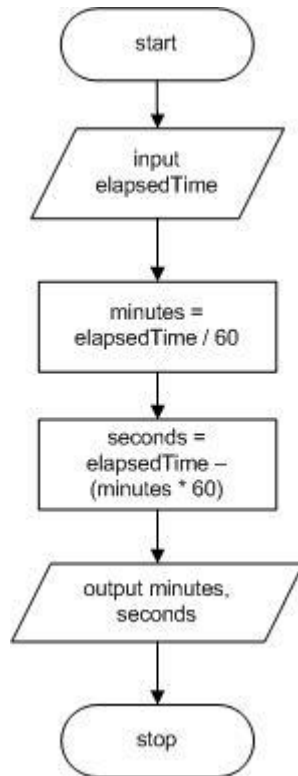 start
input
elapsedTime
minutes =
elapsedTime / 60
seconds =
elapsedTime –
(minutes * 60)
output minutes,
seconds
stop